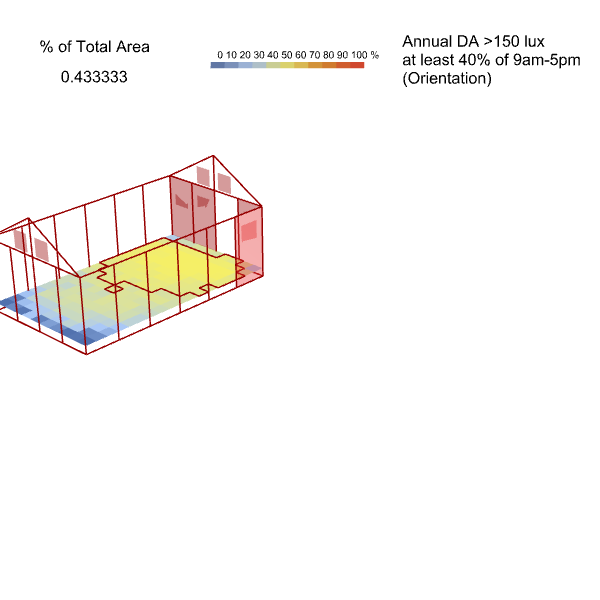 % of Total Area
0.433333
0 10 20 30 40 50 60 70 80 90 100 %
Annual DA >150 lux
at least 40% of 9am-5pm
(Orientation)